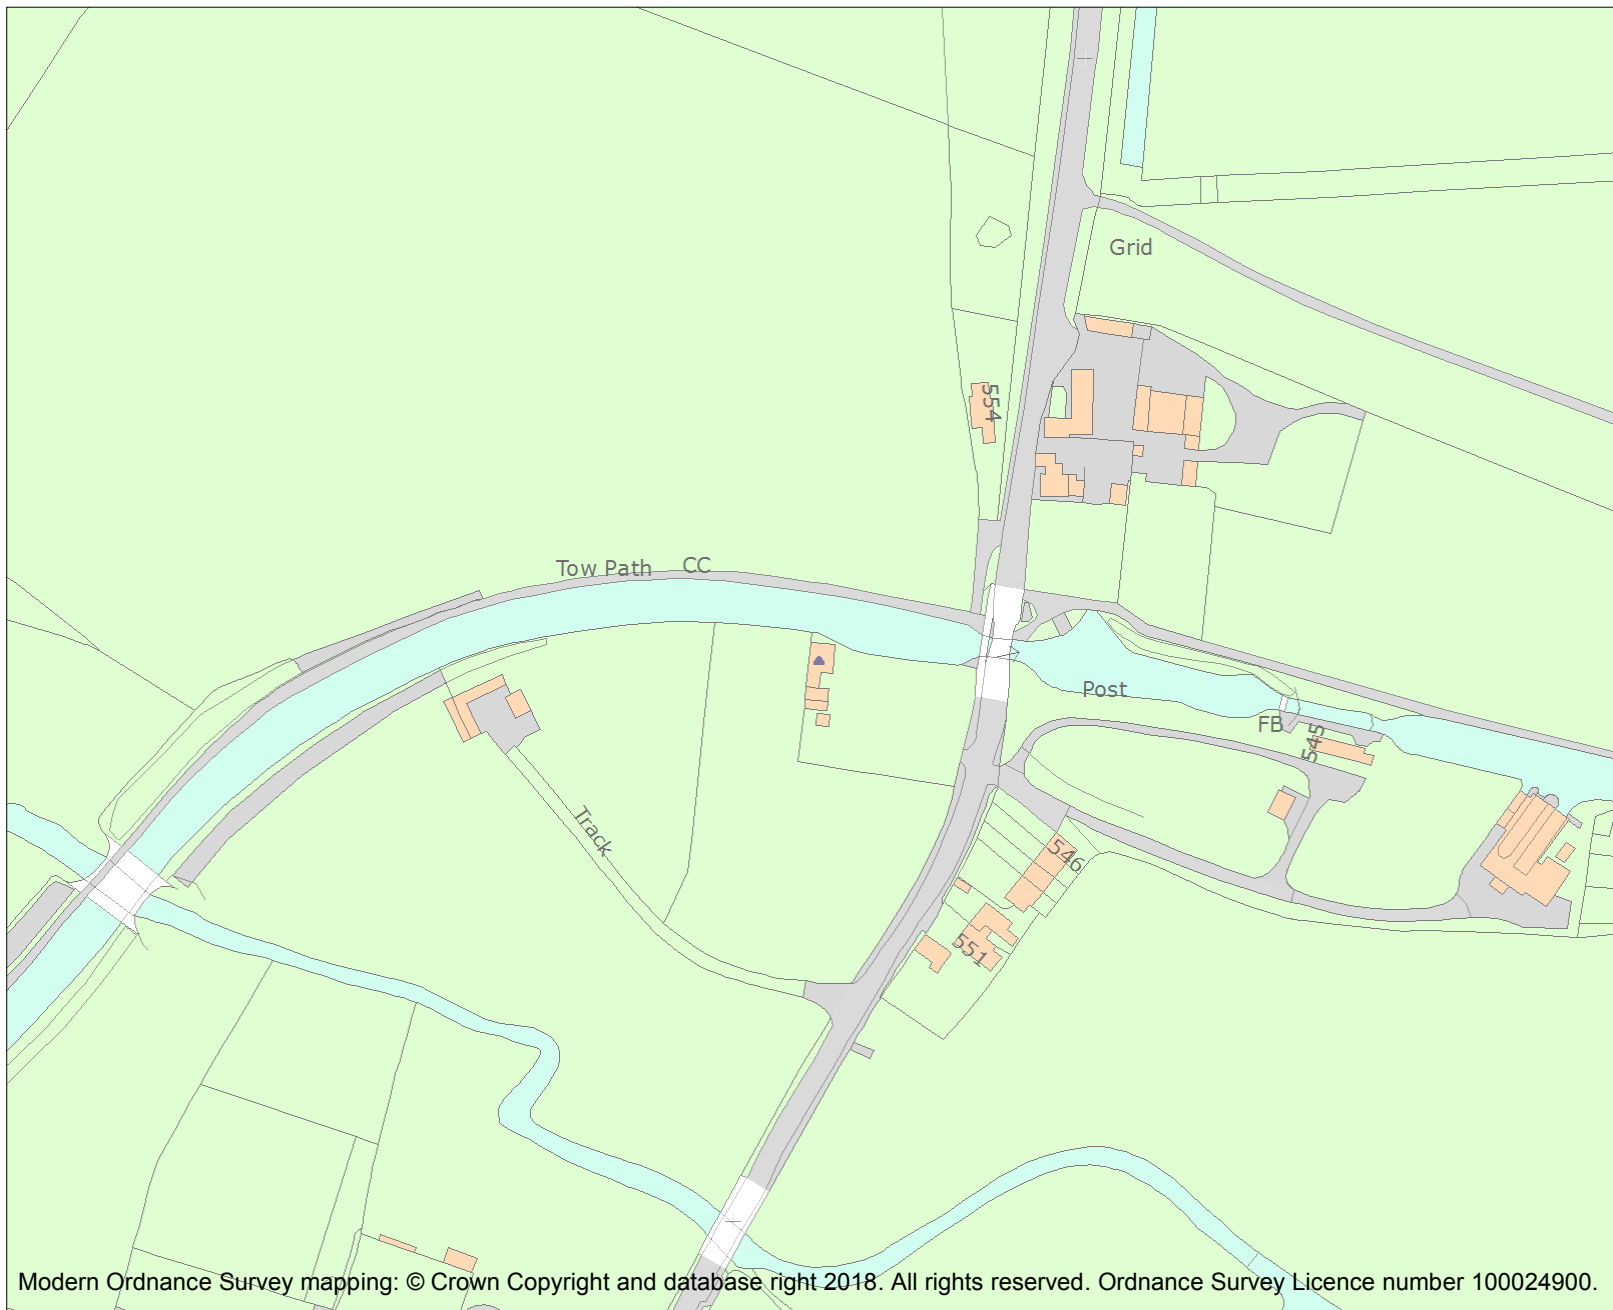 Grid
554
Tow Path CC
Post
FB
545
Track
546
551
Modern Ordnance Survey mapping: © Crown Copyright and database right 2018. All rights reserved. Ordnance Survey Licence number 100024900.